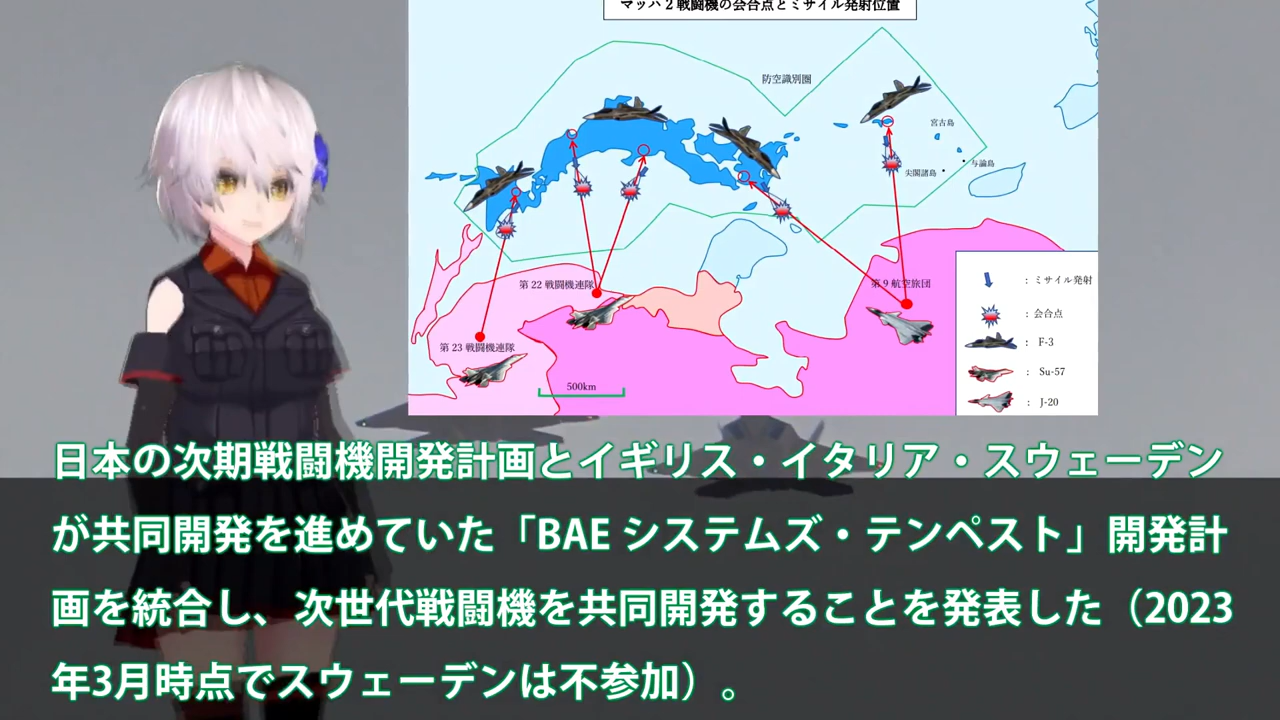 マッハ2戦闘機の会合点とミサイル発射位置
防空識別圏
宮古島
与論島
尖閣諸島
第22戦闘機連隊
第9航空旅団
第23戦闘機連隊
500km
：ミサイル発射
：会合点
： F-3
： Su-57
： J-20
日本の次期戦闘機開発計画とイギリス・イタリア・スウェーデン
が共同開発を進めていた「BAE システムズ・テンペスト」開発計
画を統合し、次世代戦闘機を共同開発することを発表した（2023
年3月時点でスウェーデンは不参加）。